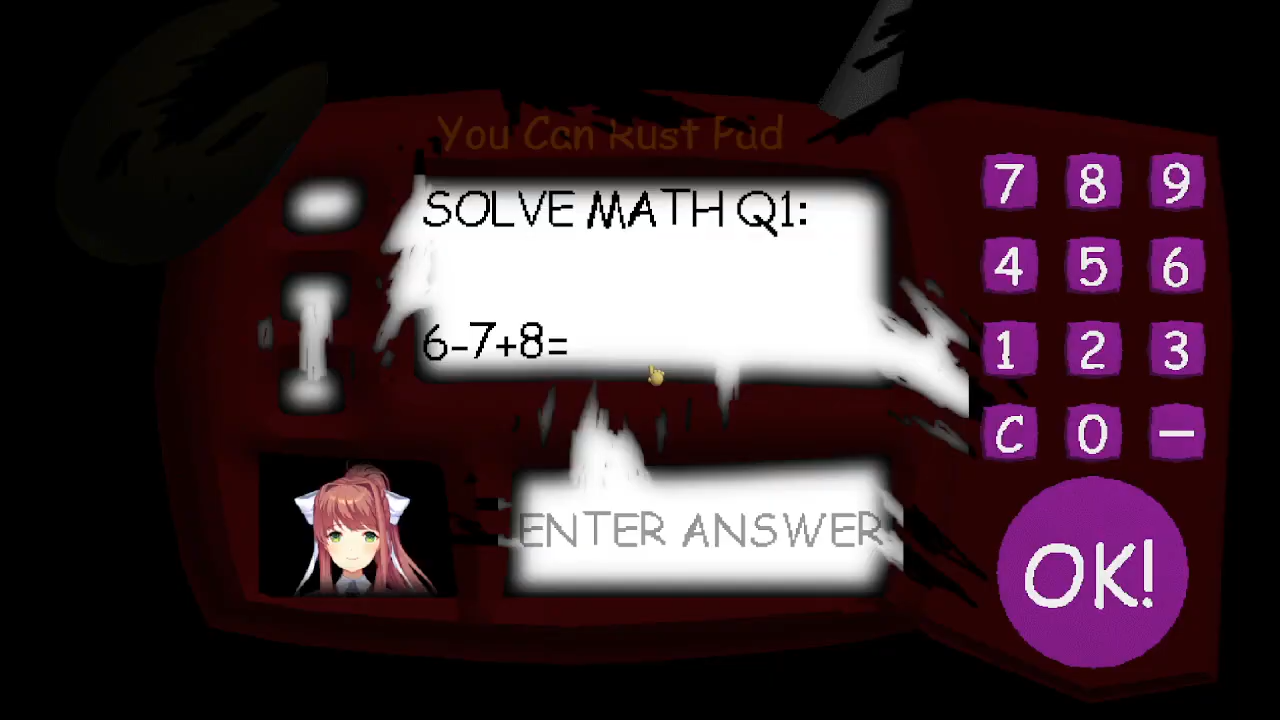 You Can Rust Pad
SOLVE MATH Q1:
6-7+8=
ENTER ANSWER
7 8 9
4 5 6
1 2 3
C 0 -
OK!